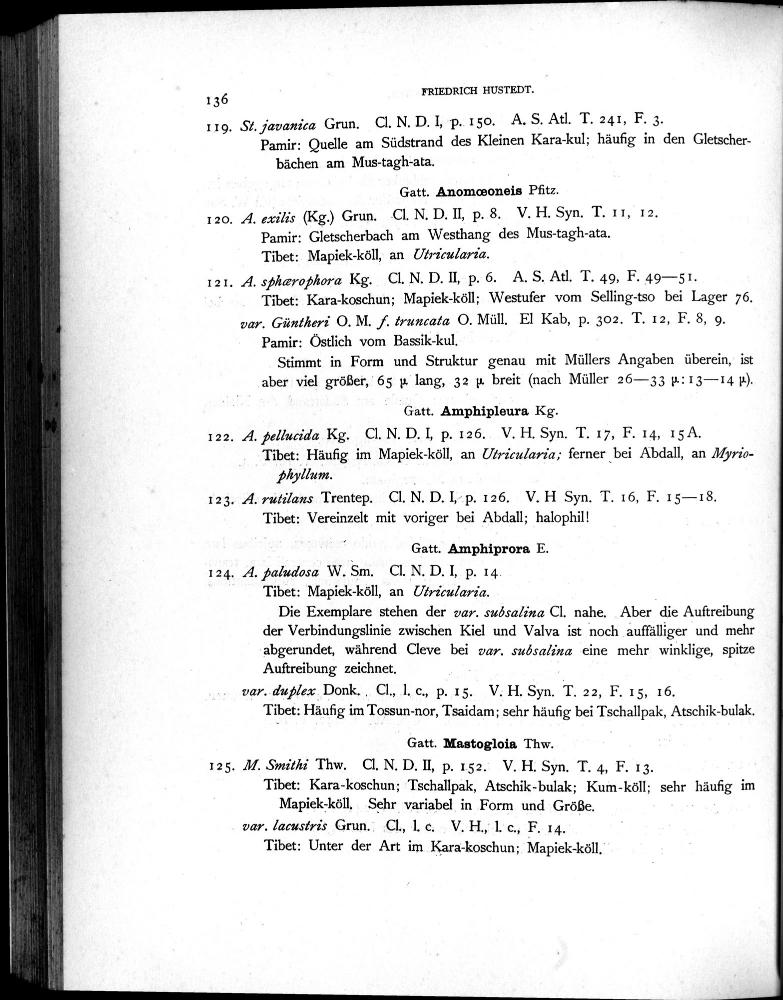 136
FRIEDRICH HUSTEDT.
119. St. javanica Grun. Cl. N. D. I, p. 150. A. S. Atl. T. 241, F. 3.
Pamir: Quelle am Südstrand des Kleinen Kara-kul; häufig in den Gletscher-
bächen am Mus-tagh-ata.
Gatt. Anomœoneis Pfitz.
120. A. exilis (Kg.) Grun. Cl. N. D. II, p. 8. V. H. Syn. T. 11, 12.
Pamir: Gletscherbach am Westhang des Mus-tagh-ata.
Tibet: Mapiek-köll, an Utricularia.
121. A. sphærophora Kg. Cl. N. D. II, p. 6. A. S. Atl. T. 49, F. 49—51.
Tibet: Kara-koschun; Mapiek-köll; Westufer vom Selling-tso bei Lager 76.
var. Güntheri O. M. f. truncata O. Müll. El Kab, p. 302. T. 12, F. 8, 9.
Pamir: Östlich vom Bassik-kul.
Stimmt in Form und Struktur genau mit Müllers Angaben überein, ist
aber viel größer, 65 µ lang, 32 µ breit (nach Müller 26—33 µ : 13—14 µ).
Gatt. Amphipleura Kg.
122. A. pellucida Kg. Cl. N. D. I, p. 126. V. H. Syn. T. 17, F. 14, 15A.
Tibet: Häufig im Mapiek-köll, an Utricularia; ferner bei Abdall, an Myrio-
phyllum.
123. A. rutilans Trentep. Cl. N. D. I, p. 126. V. H Syn. T. 16, F. 15—18.
Tibet: Vereinzelt mit voriger bei Abdall; halophil!
Gatt. Amphiprora E.
124. A. paludosa W. Sm. Cl. N. D. I, p. 14.
Tibet: Mapiek-köll, an Utricularia.
Die Exemplare stehen der var. subsalina Cl. nahe. Aber die Auftreibung
der Verbindungslinie zwischen Kiel und Valva ist noch auffälliger und mehr
abgerundet, während Cleve bei var. subsalina eine mehr winklige, spitze
Auftreibung zeichnet.
var. duplex Donk. Cl., l. c., p. 15. V. H. Syn. T. 22, F. 15, 16.
Tibet: Häufig im Tossun-nor, Tsaidam; sehr häufig bei Tschallpak, Atschik-bulak.
Gatt. Mastogloia Thw.
125. M. Smithi Thw. Cl. N. D. II, p. 152. V. H. Syn. T. 4, F. 13.
Tibet: Kara-koschun; Tschallpak, Atschik-bulak; Kum-köll; sehr häufig im
Mapiek-köll. Sehr variabel in Form und Größe.
var. lacustris Grun. Cl., l. c. V. H., l. c., F. 14.
Tibet: Unter der Art im Kara-koschun; Mapiek-köll.